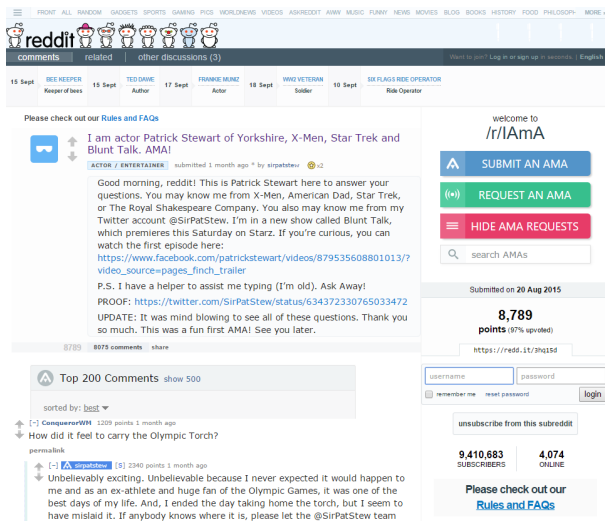 FRONT ALL RANDOM GADGETS SPORTS GAMING PICS WORLDNEWS VIDEOS ASKREDDIT AWW MUSIC FUNNY NEWS MOVIES BLOG BOOKS HISTORY FOOD PHILOSOPH MORE
reddit
comments related other discussions (3)
Want to join? Log in or sign up in seconds. | English
15 Sept BEE KEEPER 15 Sept TED DAWE 17 Sept FRANKIE MUNIZ 18 Sept WW2 VETERAN 10 Sept SIX FLAGS RIDE OPERATOR
Keeper of bees Author Actor Soldier Ride Operator
Please check out our Rules and FAQs
I am actor Patrick Stewart of Yorkshire, X-Men, Star Trek and
Blunt Talk. AMA!
ACTOR / ENTERTAINER submitted 1 month ago * by sirpatstew x2
Good morning, reddit! This is Patrick Stewart here to answer your
questions. You may know me from X-Men, American Dad, Star Trek,
or The Royal Shakespeare Company. You also may know me from my
Twitter account @SirPatStew. I'm in a new show called Blunt Talk,
which premieres this Saturday on Starz. If you're curious, you can
watch the first episode here:
https://www.facebook.com/patrickstewart/videos/879535608801013/?
video_source=pages_finch_trailer
P.S. I have a helper to assist me typing (I'm old). Ask Away!
PROOF: https://twitter.com/SirPatStew/status/634372330765033472
UPDATE: It was mind blowing to see all of these questions. Thank you
so much. This was a fun first AMA! See you later.
8789 8075 comments share
Top 200 Comments show 500
sorted by: best
[-] ConquerorWM 1209 points 1 month ago
How did it feel to carry the Olympic Torch?
permalink
[-] sirpatstew [S] 2340 points 1 month ago
Unbelievably exciting. Unbelievable because I never expected it would happen to
me and as an ex-athlete and huge fan of the Olympic Games, it was one of the
best days of my life. And, I ended the day taking home the torch, but I seem to
have mislaid it. If anybody knows where it is, please let the @SirPatStew team
welcome to
/r/IAmA
SUBMIT AN AMA
REQUEST AN AMA
HIDE AMA REQUESTS
search AMAs
Submitted on 20 Aug 2015
8,789
points (97% upvoted)
https://redd.it/3hq15d
username password
remember me reset password login
unsubscribe from this subreddit
9,410,683 4,074
SUBSCRIBERS ONLINE
Please check out our
Rules and FAQs